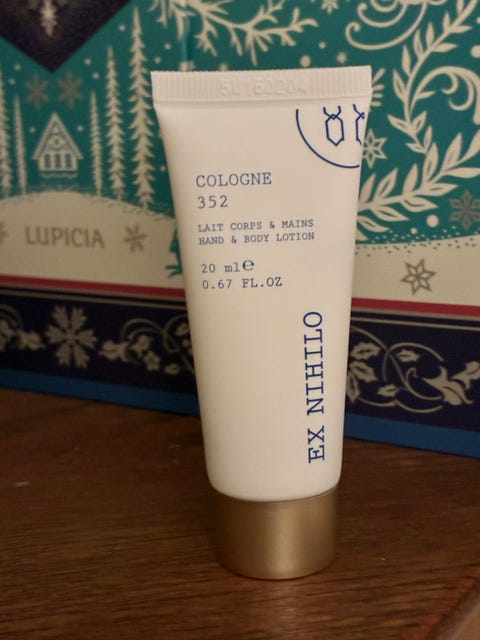 COLOGNE
352
LAIT CORPS & MAINS
HAND & BODY LOTION
20 ml℮
0.67 FL.OZ
EX NIHILO
LUPICIA